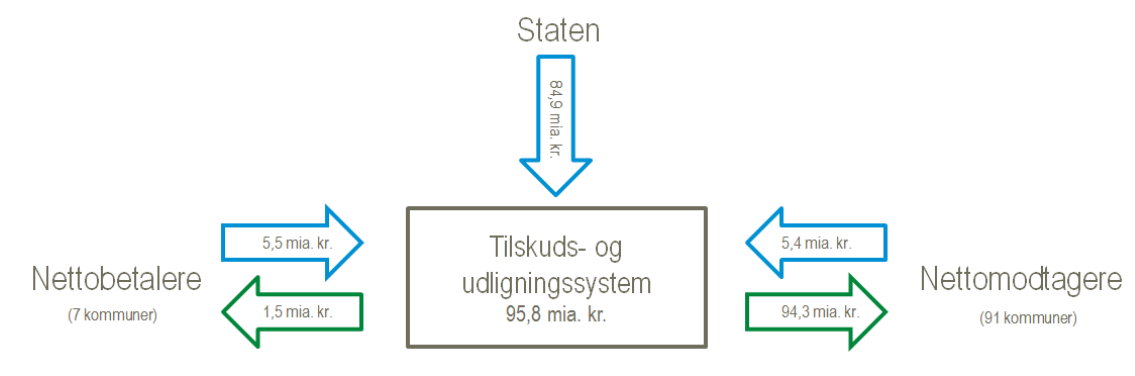 Staten
84,9 mia. kr.
5,5 mia. kr.
Nettobetalere
(7 kommuner)
1,5 mia. kr.
Tilskuds- og
udligningssystem
95,8 mia. kr.
5,4 mia. kr.
Nettomodtagere
(91 kommuner)
94,3 mia. kr.